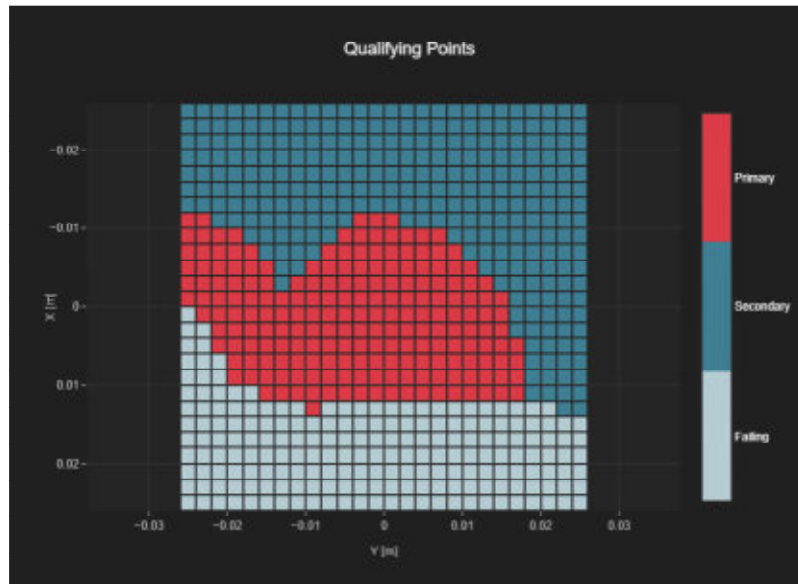 Qualifying Points
−0.02
−0.01
0
0.01
0.02
X [m]
−0.03
−0.02
−0.01
0
0.01
0.02
0.03
Y [m]
Primary
Secondary
Failing